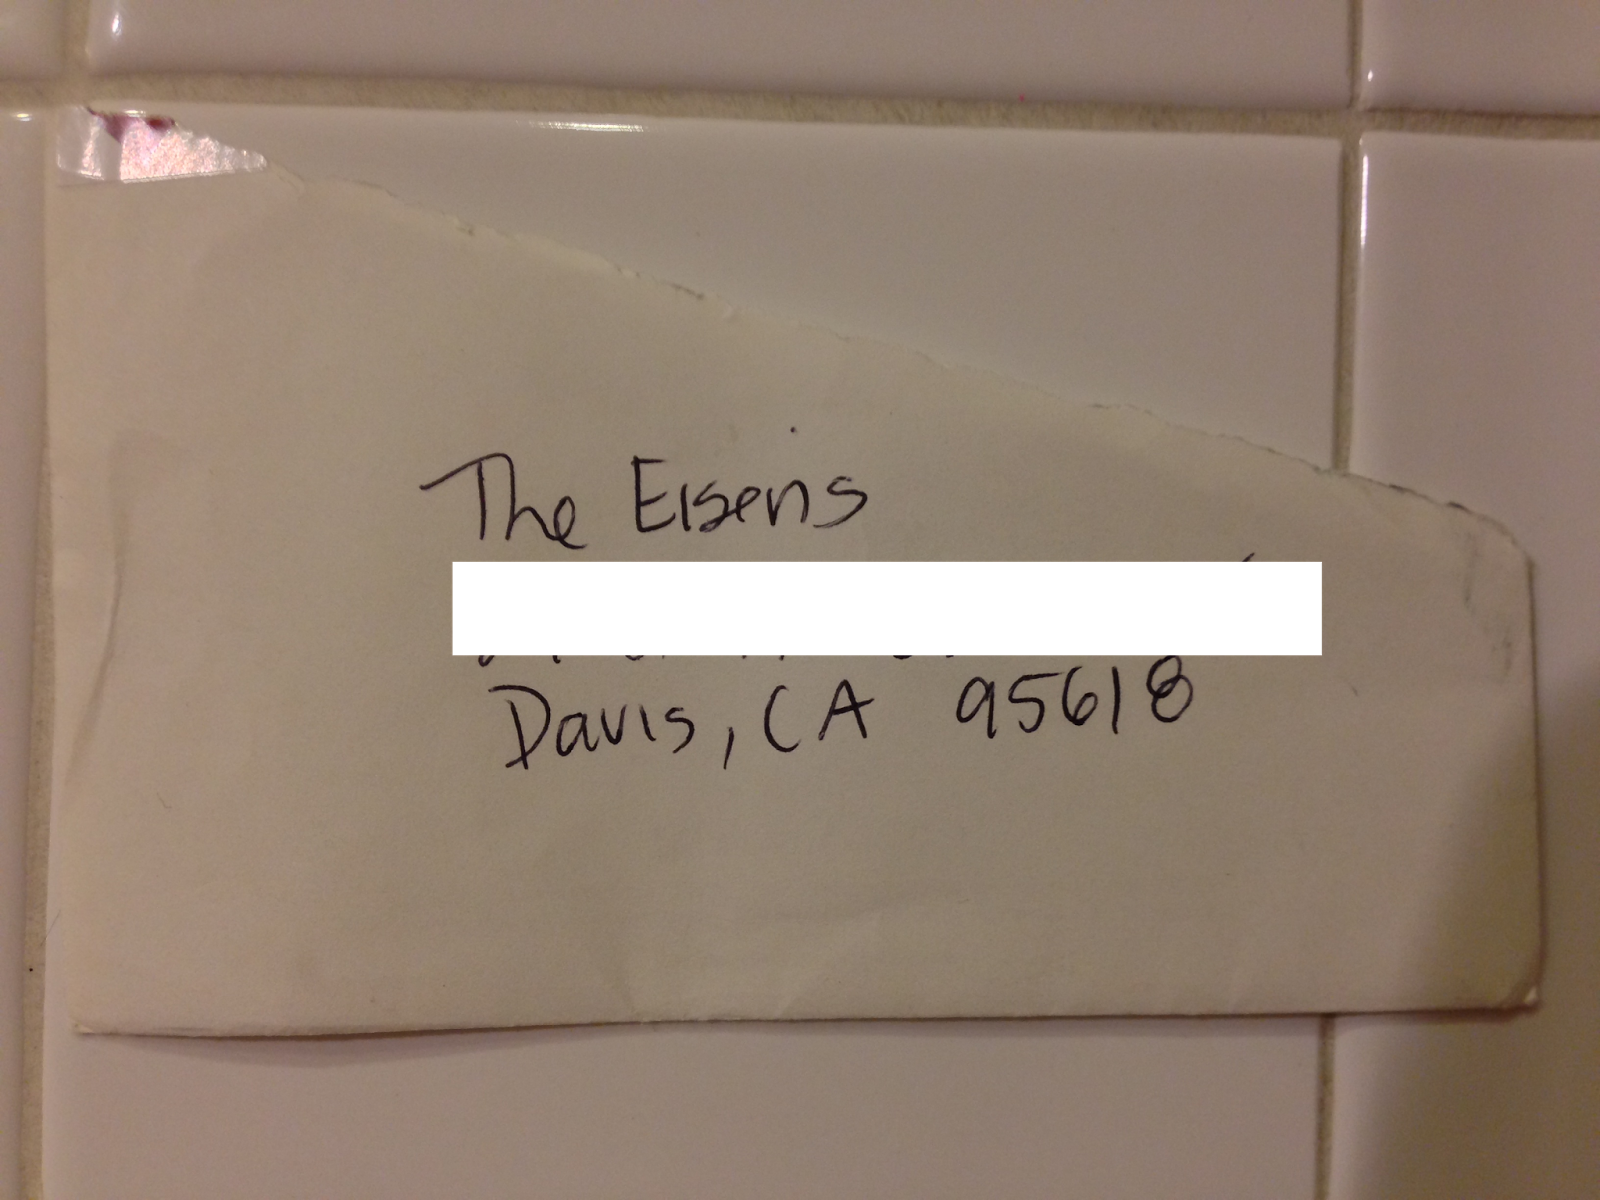 The Eisens
Davis, CA 95618